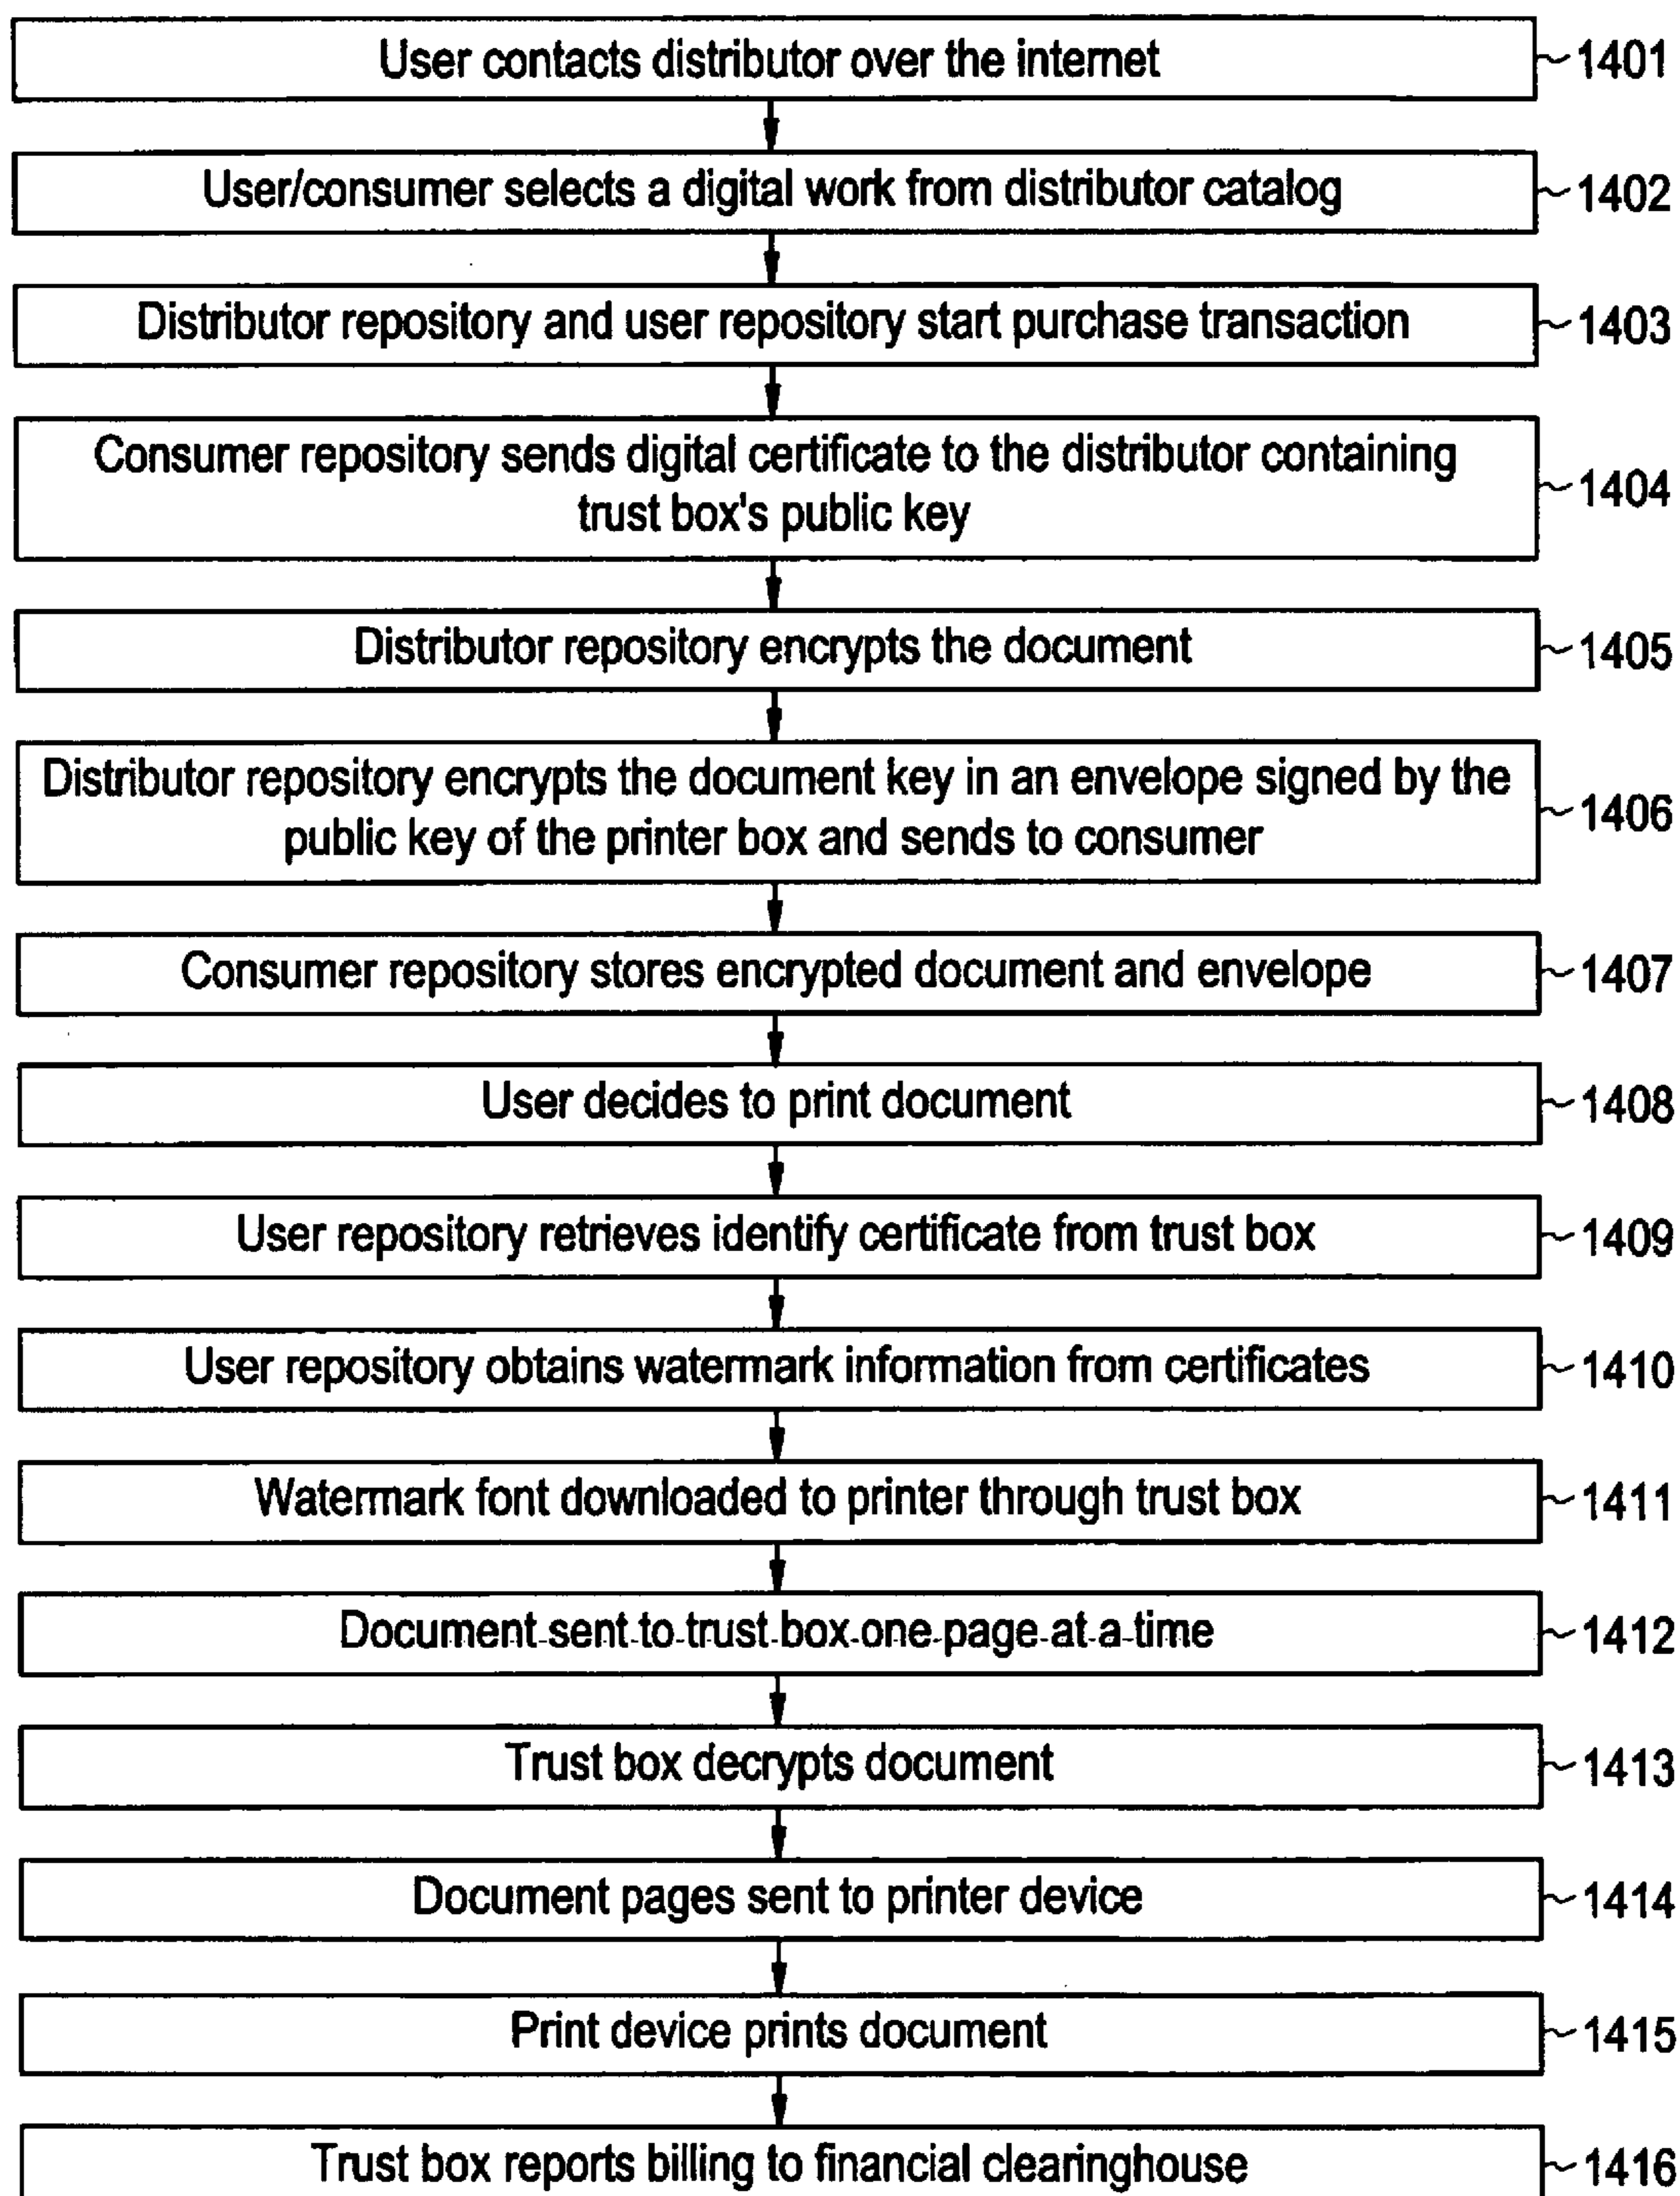 User contacts distributor over the internet
1401
User/consumer selects a digital work from distributor catalog
1402
Distributor repository and user repository start purchase transaction
1403
Consumer repository sends digital certificate to the distributor containing
trust box's public key
1404
Distributor repository encrypts the document
1405
Distributor repository encrypts the document key in an envelope signed by the
public key of the printer box and sends to consumer
1406
Consumer repository stores encrypted document and envelope
1407
User decides to print document
1408
User repository retrieves identify certificate from trust box
1409
User repository obtains watermark information from certificates
1410
Watermark font downloaded to printer through trust box
1411
Document sent to trust box one page at a time
1412
Trust box decrypts document
1413
Document pages sent to printer device
1414
Print device prints document
1415
Trust box reports billing to financial clearinghouse
1416